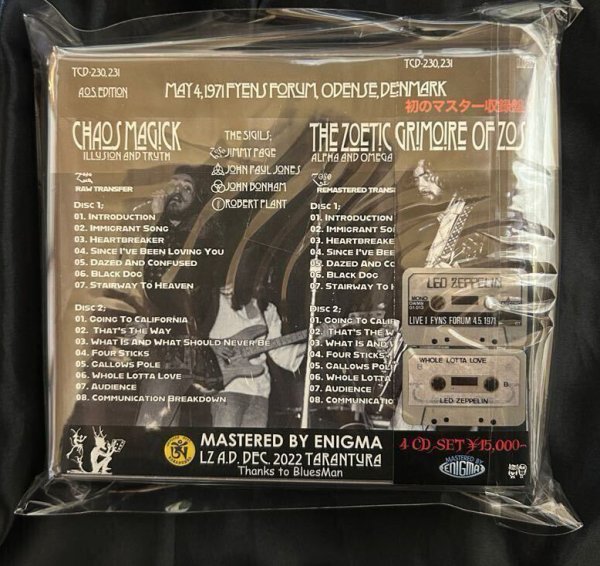 TCD-230, 231
TCD-230, 231
A.O.S. EDITION
MAY 4, 1971 FYENS FORUM, ODENSE, DENMARK
初のマスター収録
CHAOS MAGICK
ILLUSION AND TRUTH
RAW TRANSFER
DISC 1;
01. INTRODUCTION
02. IMMIGRANT SONG
03. HEARTBREAKER
04. SINCE I'VE BEEN LOVING YOU
05. DAZED AND CONFUSED
06. BLACK DOG
07. STAIRWAY TO HEAVEN
DISC 2;
01. GOING TO CALIFORNIA
02. THAT'S THE WAY
03. WHAT IS AND WHAT SHOULD NEVER BE
04. FOUR STICKS
05. GALLOWS POLE
06. WHOLE LOTTA LOVE
07. AUDIENCE
08. COMMUNICATION BREAKDOWN
THE SIGILS;
JIMMY PAGE
JOHN PAUL JONES
JOHN BONHAM
ROBERT PLANT
THE ZOETIC GRIMOIRE OF ZOS
ALPHA AND OMEGA
REMASTERED TRANS
DISC 1;
01. INTRODUCTION
02. IMMIGRANT SO
03. HEARTBREAKE
04. SINCE I'VE BEE
05. DAZED AND CO
06. BLACK DOG
07. STAIRWAY TO H
DISC 2;
01. GOING TO CALIF
02. THAT'S THE W
03. WHAT IS AND W
04. FOUR STICKS
05. GALLOWS POLE
06. WHOLE LOTTA
07. AUDIENCE
08. COMMUNICATIO
LED ZEPPELIN
LIVE I FYNS FORUM 4.5.1971
WHOLE LOTTA LOVE
B
B
LED ZEPPELIN
MASTERED BY ENIGMA
LZ A.D. DEC. 2022 TARANTURA
Thanks to BluesMan
4 CD SET ¥15,000-
MASTERED BY
ENIGMA